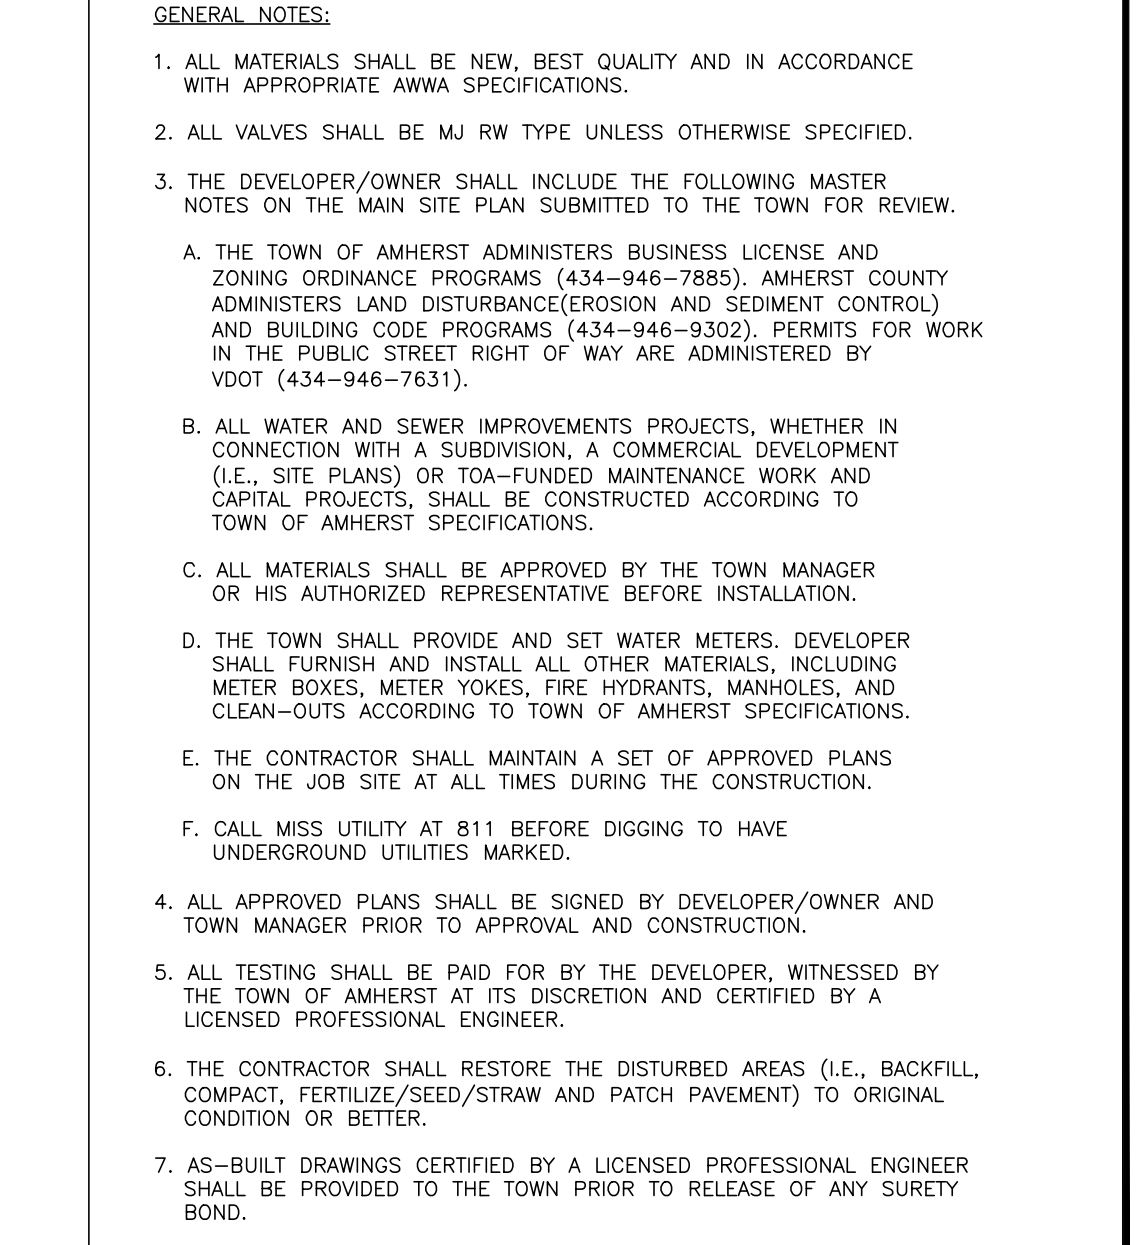 GENERAL NOTES:
1. ALL MATERIALS SHALL BE NEW, BEST QUALITY AND IN ACCORDANCE
WITH APPROPRIATE AWWA SPECIFICATIONS.
2. ALL VALVES SHALL BE MJ RW TYPE UNLESS OTHERWISE SPECIFIED.
3. THE DEVELOPER/OWNER SHALL INCLUDE THE FOLLOWING MASTER
NOTES ON THE MAIN SITE PLAN SUBMITTED TO THE TOWN FOR REVIEW.
A. THE TOWN OF AMHERST ADMINISTERS BUSINESS LICENSE AND
ZONING ORDINANCE PROGRAMS (434-946-7885). AMHERST COUNTY
ADMINISTERS LAND DISTURBANCE(EROSION AND SEDIMENT CONTROL)
AND BUILDING CODE PROGRAMS (434-946-9302). PERMITS FOR WORK
IN THE PUBLIC STREET RIGHT OF WAY ARE ADMINISTERED BY
VDOT (434-946-7631).
B. ALL WATER AND SEWER IMPROVEMENTS PROJECTS, WHETHER IN
CONNECTION WITH A SUBDIVISION, A COMMERCIAL DEVELOPMENT
(I.E., SITE PLANS) OR TOA-FUNDED MAINTENANCE WORK AND
CAPITAL PROJECTS, SHALL BE CONSTRUCTED ACCORDING TO
TOWN OF AMHERST SPECIFICATIONS.
C. ALL MATERIALS SHALL BE APPROVED BY THE TOWN MANAGER
OR HIS AUTHORIZED REPRESENTATIVE BEFORE INSTALLATION.
D. THE TOWN SHALL PROVIDE AND SET WATER METERS. DEVELOPER
SHALL FURNISH AND INSTALL ALL OTHER MATERIALS, INCLUDING
METER BOXES, METER YOKES, FIRE HYDRANTS, MANHOLES, AND
CLEAN-OUTS ACCORDING TO TOWN OF AMHERST SPECIFICATIONS.
E. THE CONTRACTOR SHALL MAINTAIN A SET OF APPROVED PLANS
ON THE JOB SITE AT ALL TIMES DURING THE CONSTRUCTION.
F. CALL MISS UTILITY AT 811 BEFORE DIGGING TO HAVE
UNDERGROUND UTILITIES MARKED.
4. ALL APPROVED PLANS SHALL BE SIGNED BY DEVELOPER/OWNER AND
TOWN MANAGER PRIOR TO APPROVAL AND CONSTRUCTION.
5. ALL TESTING SHALL BE PAID FOR BY THE DEVELOPER, WITNESSED BY
THE TOWN OF AMHERST AT ITS DISCRETION AND CERTIFIED BY A
LICENSED PROFESSIONAL ENGINEER.
6. THE CONTRACTOR SHALL RESTORE THE DISTURBED AREAS (I.E., BACKFILL,
COMPACT, FERTILIZE/SEED/STRAW AND PATCH PAVEMENT) TO ORIGINAL
CONDITION OR BETTER.
7. AS-BUILT DRAWINGS CERTIFIED BY A LICENSED PROFESSIONAL ENGINEER
SHALL BE PROVIDED TO THE TOWN PRIOR TO RELEASE OF ANY SURETY
BOND.